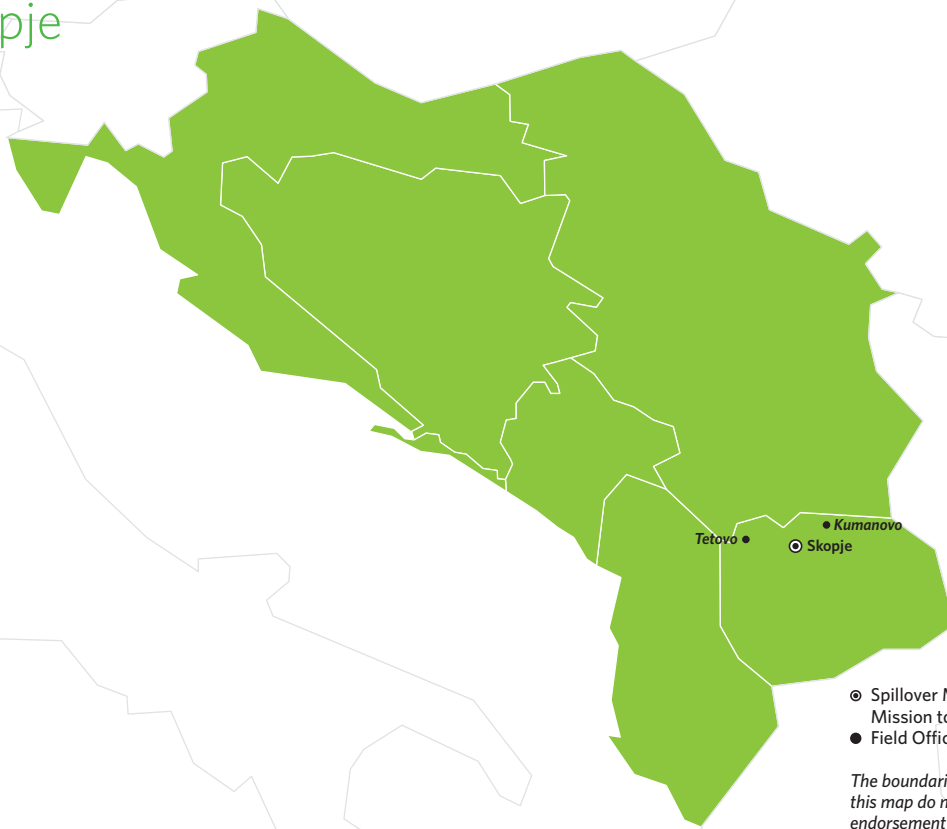 pje
Kumanovo
Tetovo
Skopje
Spillover M
Mission to
Field Offic
The boundari
this map do n
endorsement